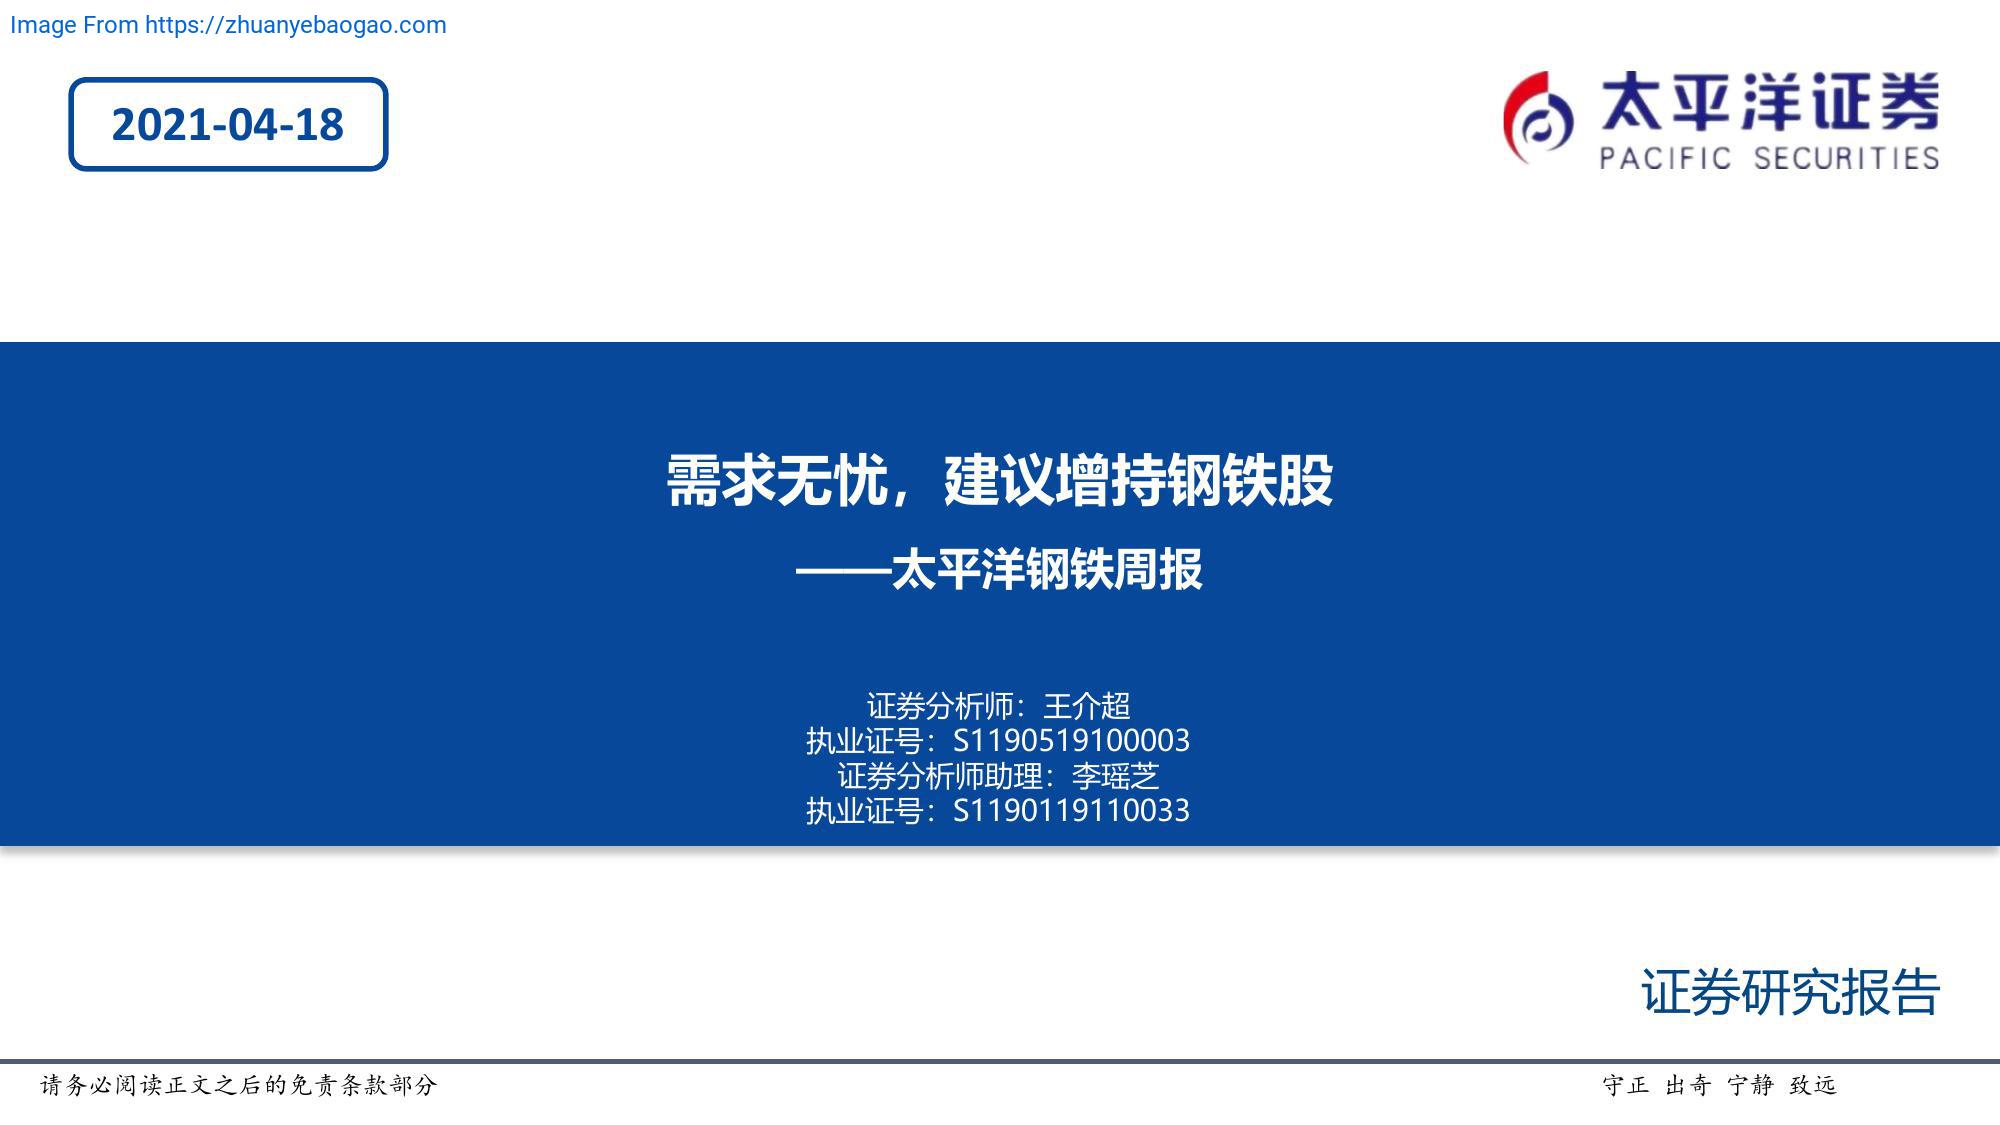 Image From https://zhuanyebaogao.com
2021-04-18
太平洋证券
PACIFIC SECURITIES
需求无忧，建议增持钢铁股
——太平洋钢铁周报
证券分析师：王介超
执业证号：S1190519100003
证券分析师助理：李瑶芝
执业证号：S1190119110033
证券研究报告
请务必阅读正文之后的免责条款部分
守正 出奇 宁静 致远